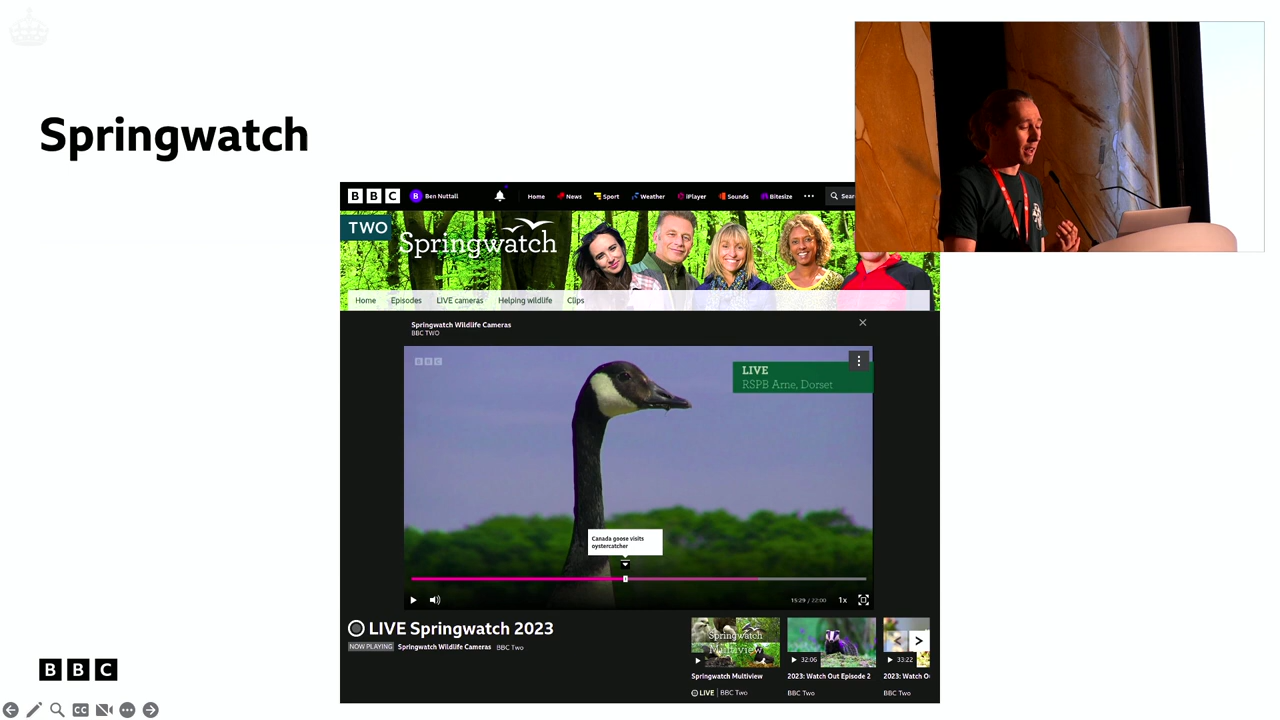 Springwatch
BBC
B Ben Nuttall
Home News Sport Weather iPlayer Sounds Bitesize
TWO
Springwatch
Home Episodes LIVE cameras Helping wildlife Clips
Springwatch Wildlife Cameras
BBC TWO
BBC
LIVE
RSPB Arne, Dorset
Canada goose visits
oystercatcher
15:29 / 22:00 1x
LIVE Springwatch 2023
NOW PLAYING Springwatch Wildlife Cameras BBC Two
Springwatch
Multiview
32:06
33:22
Springwatch Multiview
2023: Watch Out Episode 2
LIVE BBC Two
BBC Two
BBC Two
BBC
CC